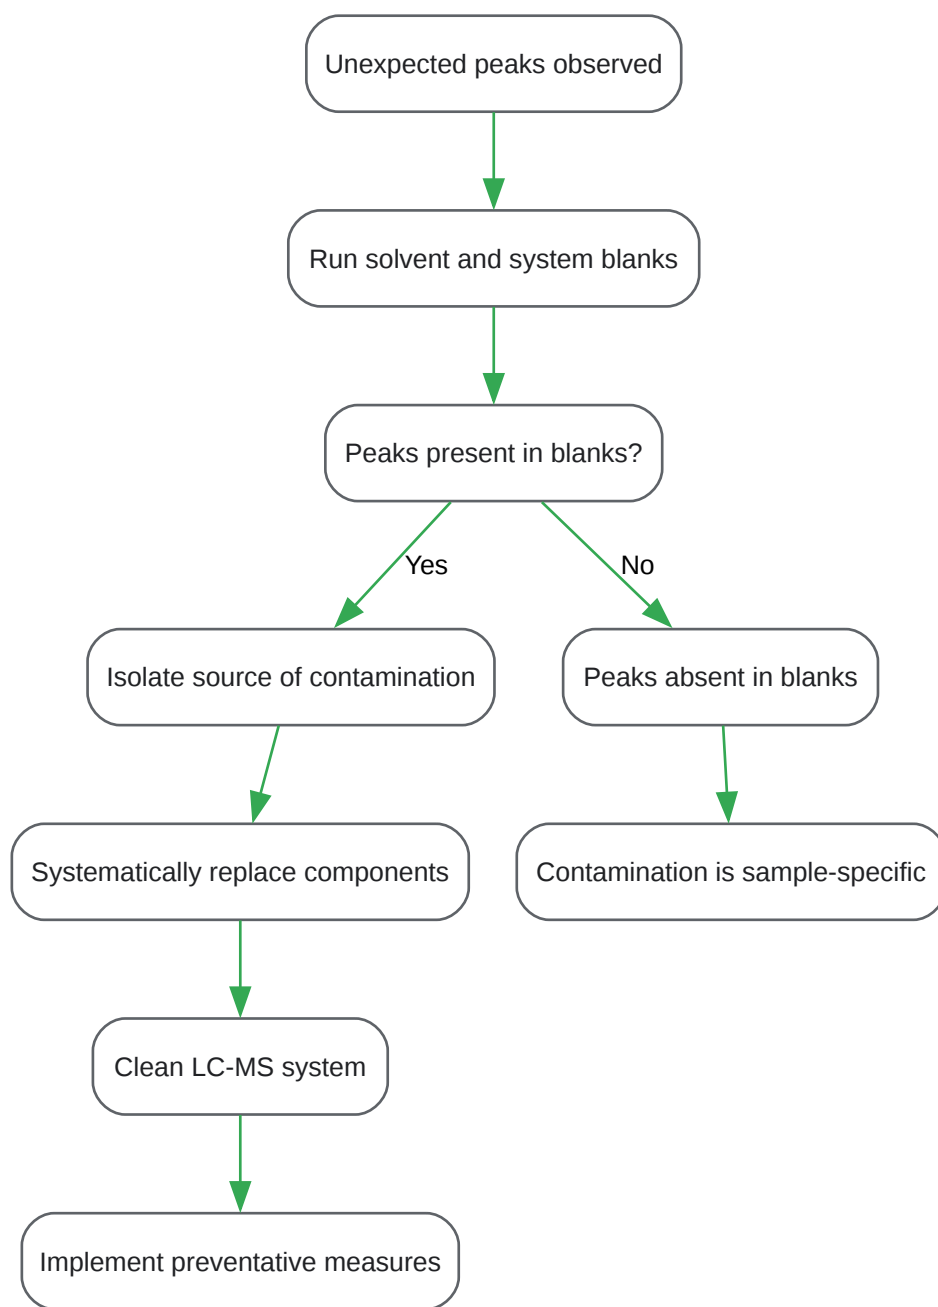 Unexpected peaks observed
Run solvent and system blanks
Peaks present in blanks?
Yes
No
Isolate source of contamination
Peaks absent in blanks
Systematically replace components
Contamination is sample-specific
Clean LC-MS system
Implement preventative measures